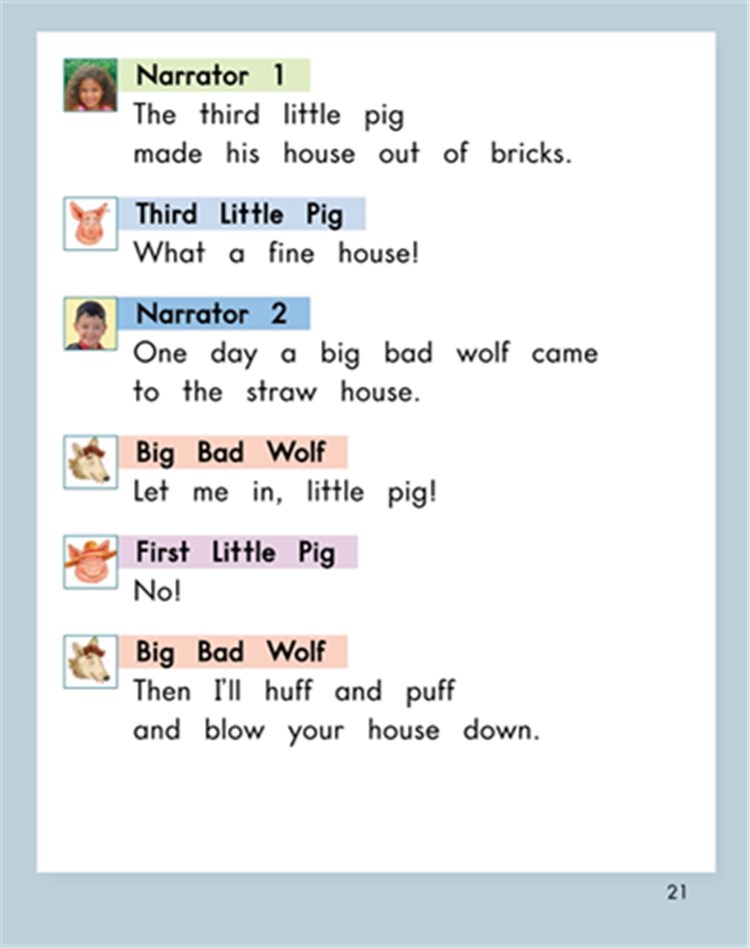 Narrator 1
The third little pig
made his house out of bricks.
Third Little Pig
What a fine house!
Narrator 2
One day a big bad wolf came
to the straw house.
Big Bad Wolf
Let me in, little pig!
First Little Pig
No!
Big Bad Wolf
Then I'll huff and puff
and blow your house down.
21